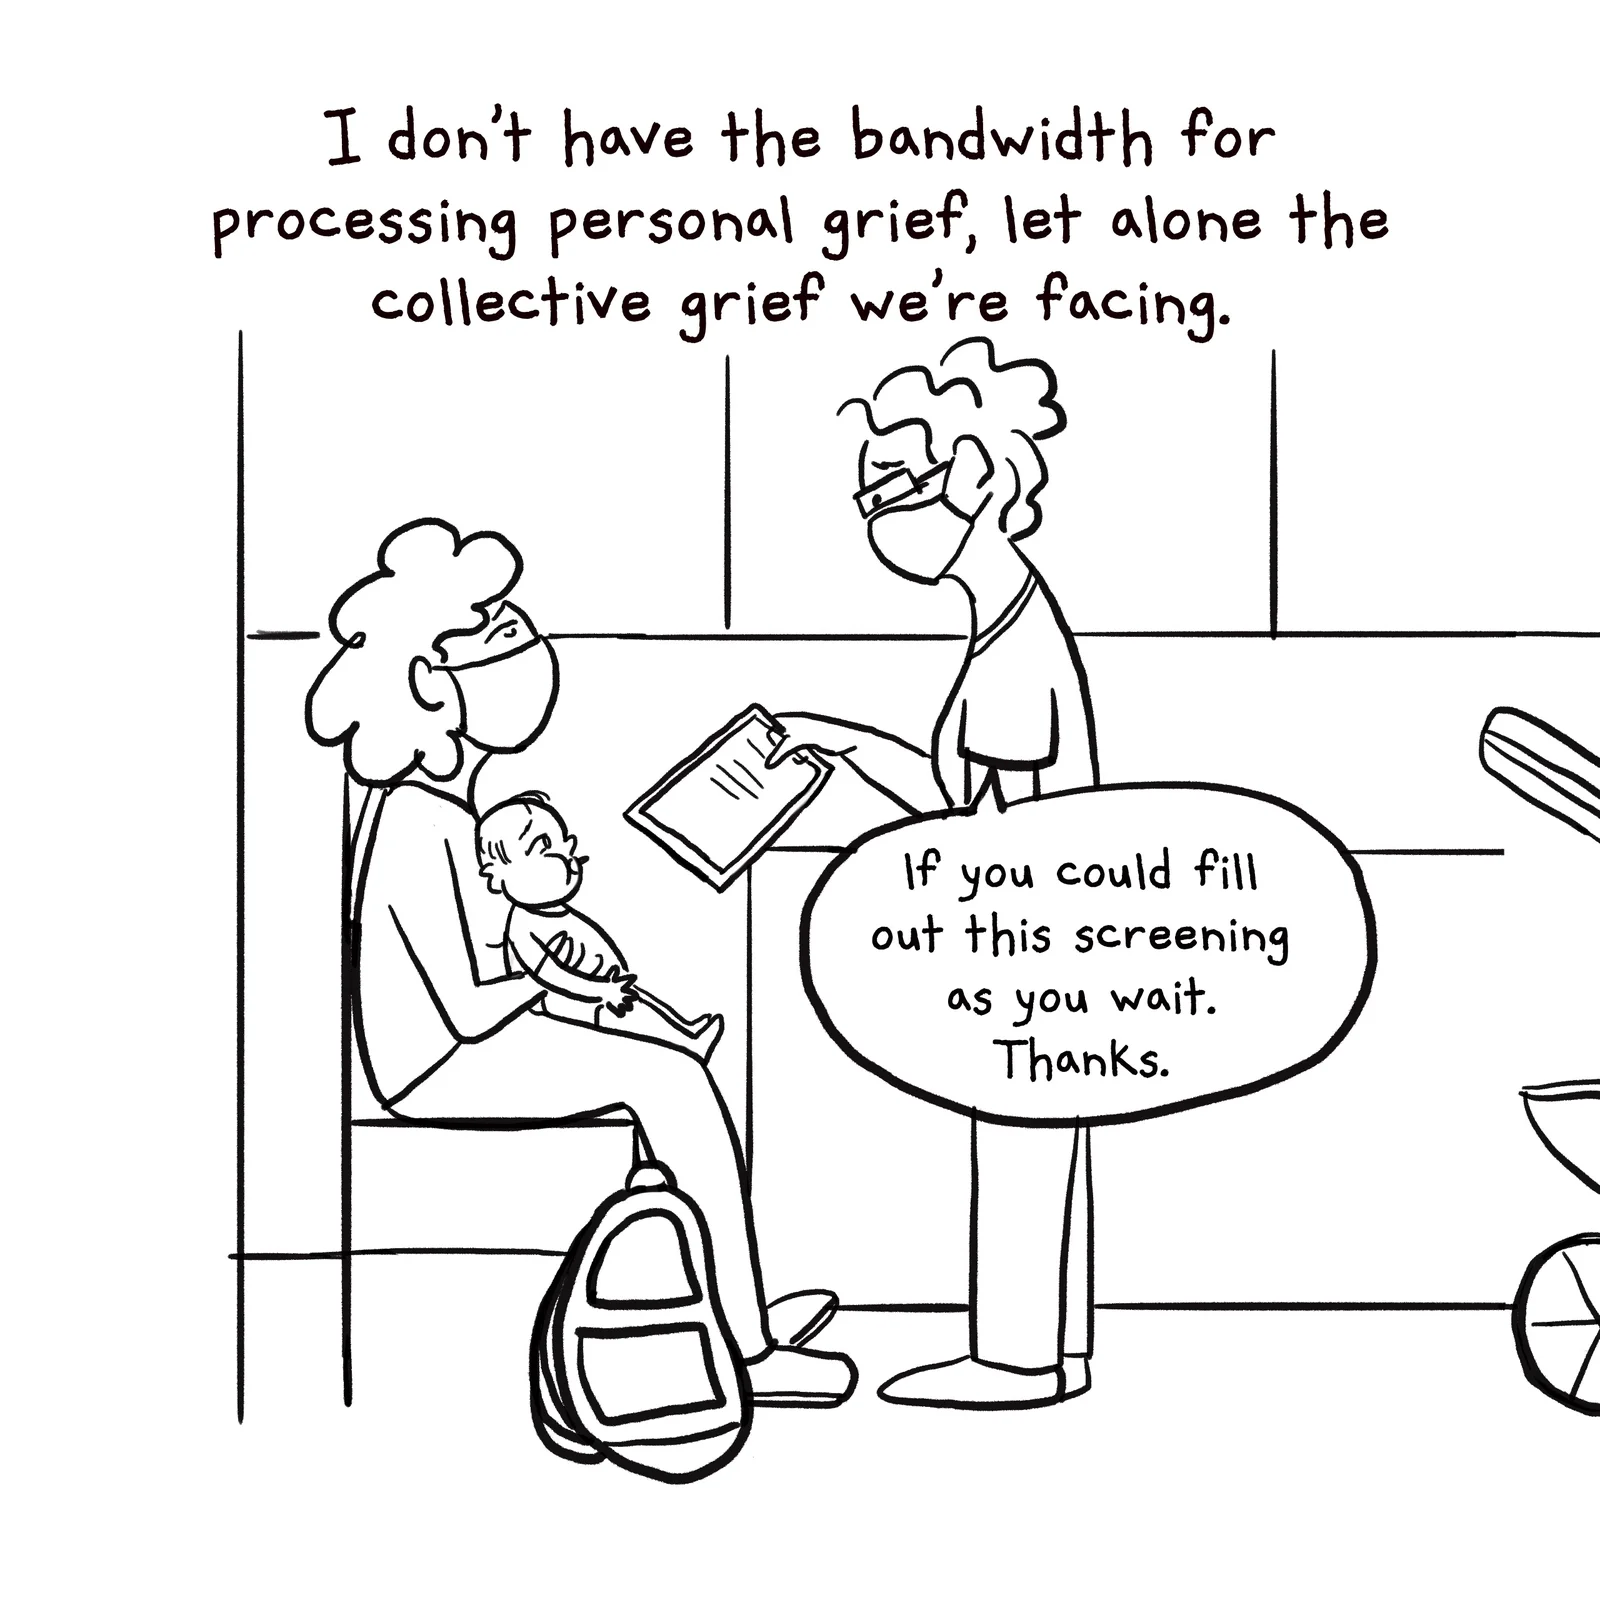 I don't have the bandwidth for
processing personal grief, let alone the
collective grief we're facing.
If you could fill
out this screening
as you wait.
Thanks.